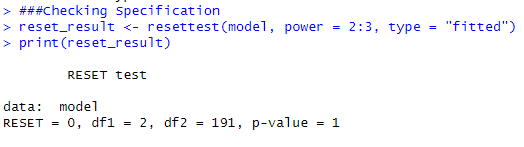 > ###Checking Specification
> reset_result <- resettest(model, power = 2:3, type = "fitted")
> print(reset_result)
RESET test
data:  model
RESET = 0, df1 = 2, df2 = 191, p-value = 1